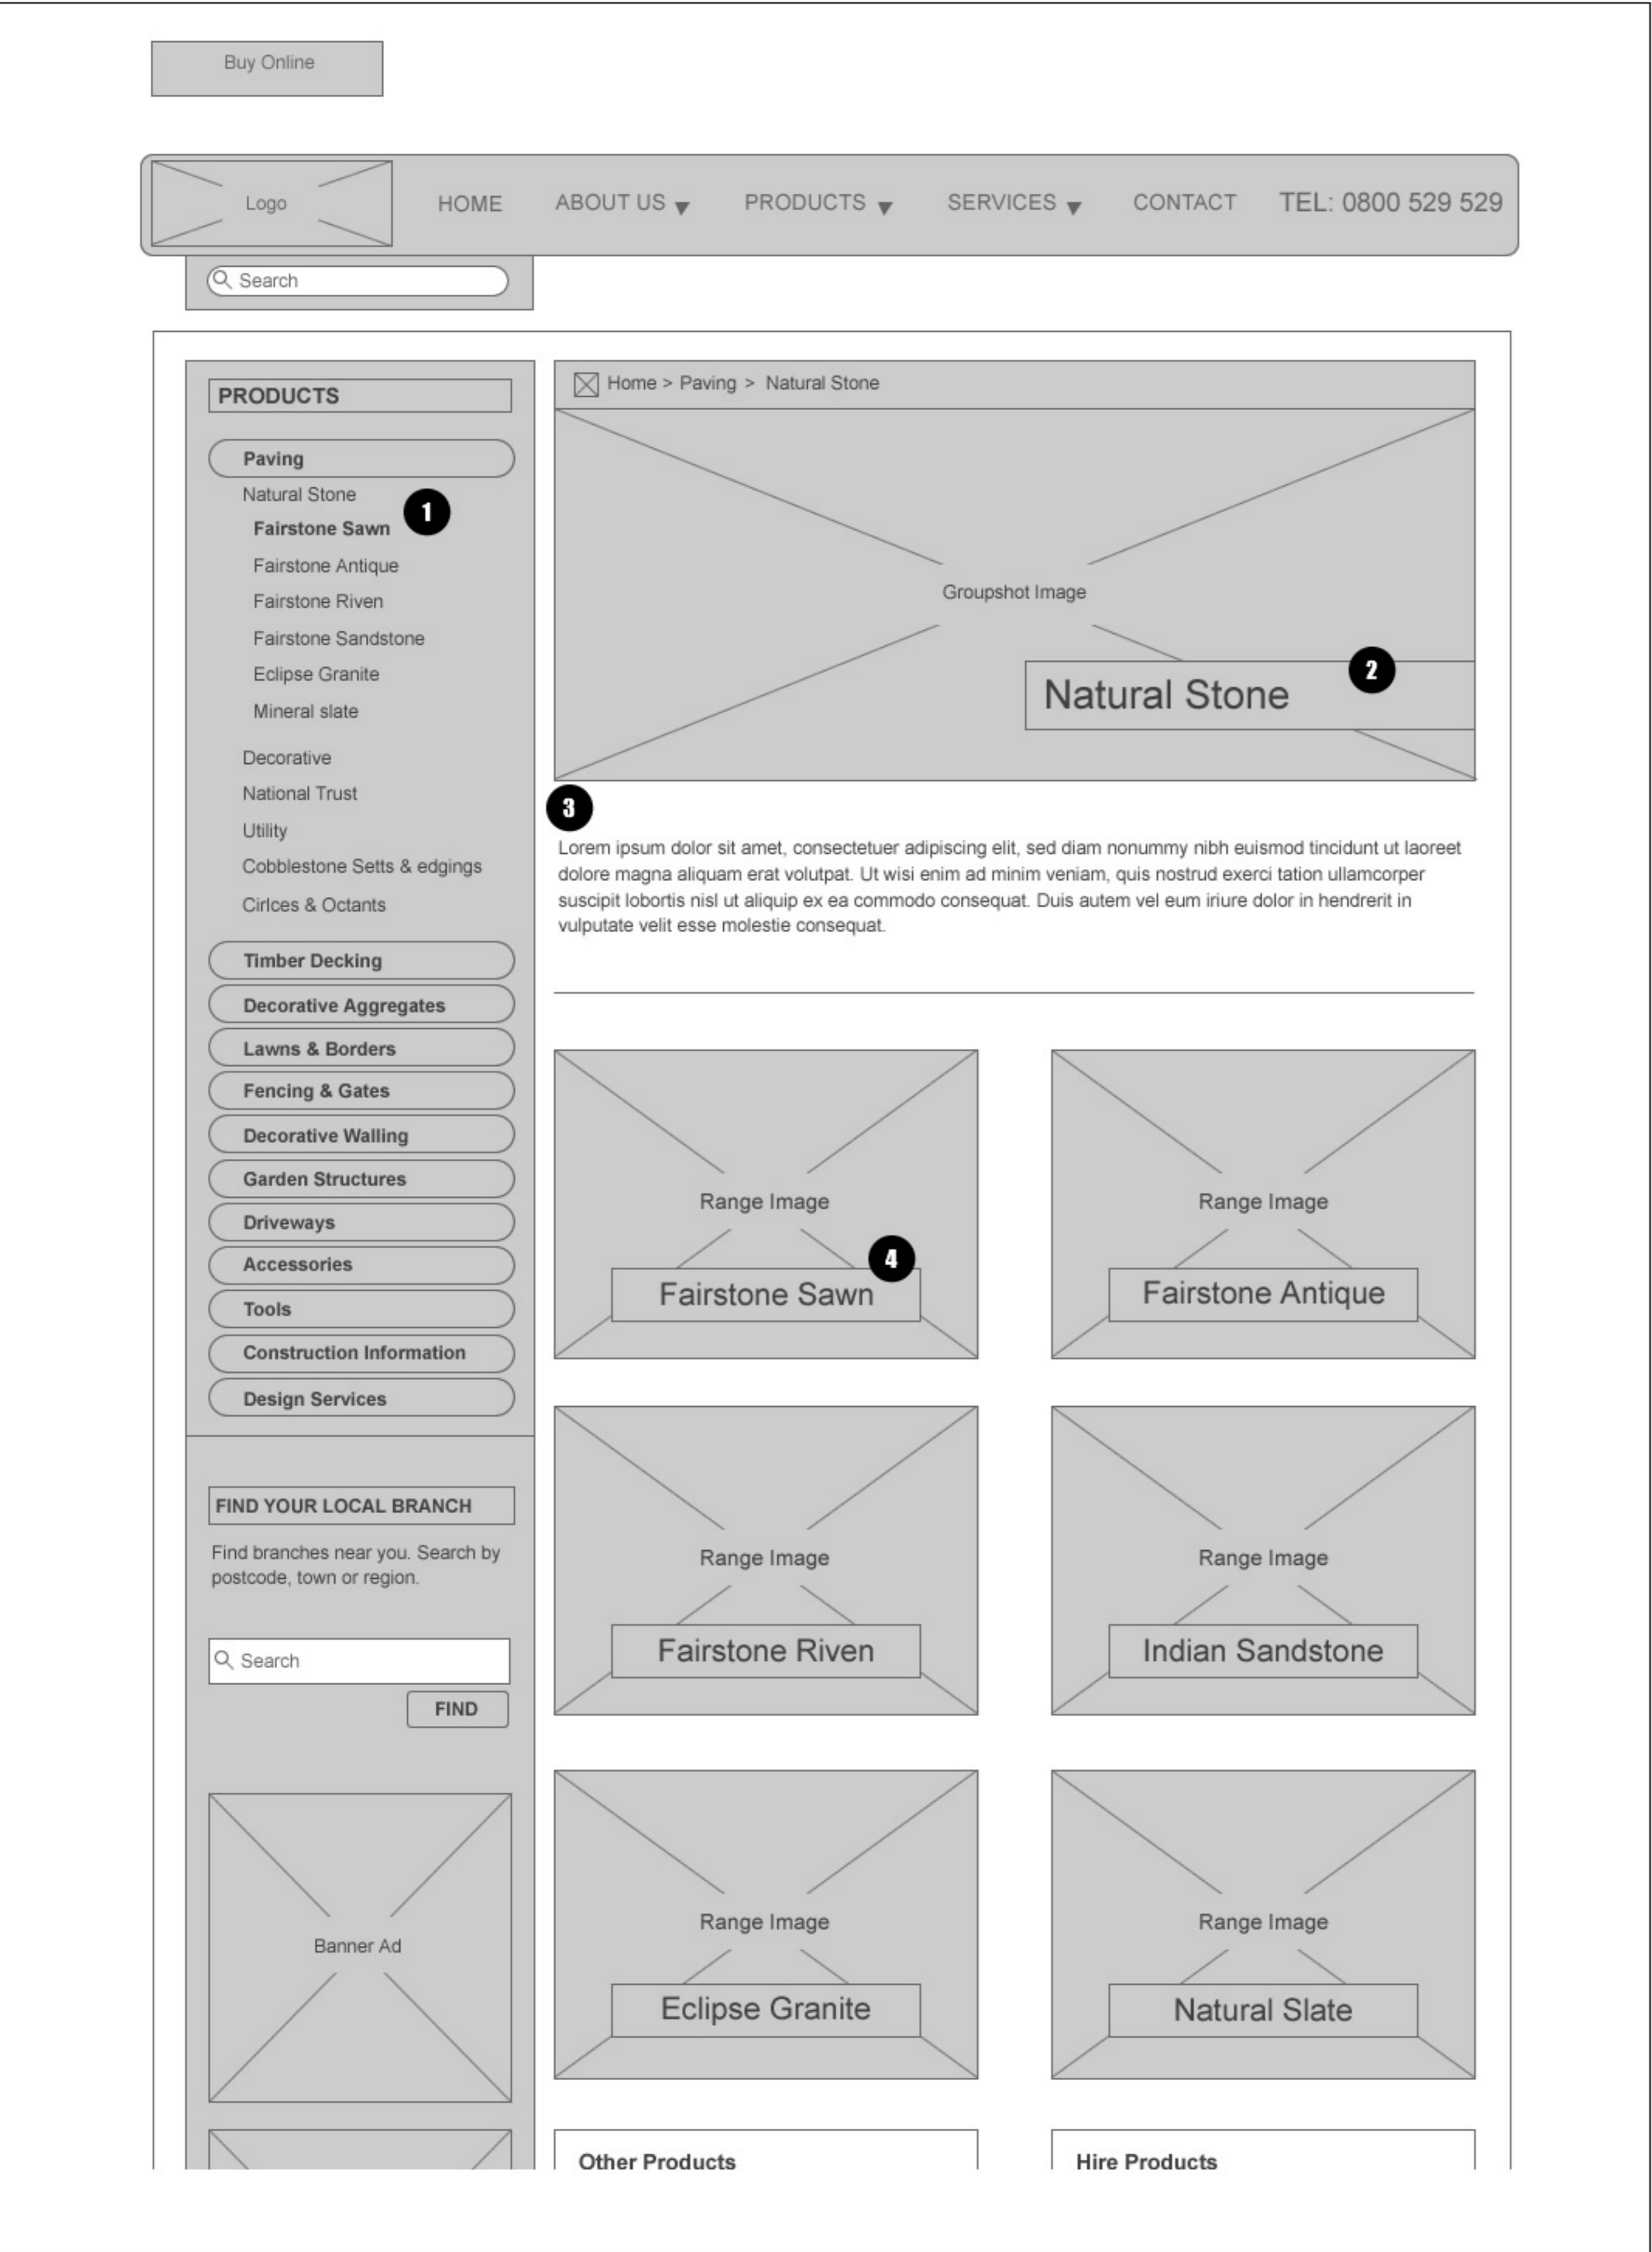 Buy Online
Logo
HOME
ABOUT US
PRODUCTS
SERVICES
CONTACT
TEL: 0800 529 529
Search
PRODUCTS
Paving
Natural Stone
1
Fairstone Sawn
Fairstone Antique
Fairstone Riven
Fairstone Sandstone
Eclipse Granite
Mineral slate
Decorative
National Trust
Utility
Cobblestone Setts & edgings
Cirlces & Octants
Timber Decking
Decorative Aggregates
Lawns & Borders
Fencing & Gates
Decorative Walling
Garden Structures
Driveways
Accessories
Tools
Construction Information
Design Services
FIND YOUR LOCAL BRANCH
Find branches near you. Search by
postcode, town or region.
Search
FIND
Banner Ad
Home > Paving > Natural Stone
Groupshot Image
2
Natural Stone
3
Lorem ipsum dolor sit amet, consectetuer adipiscing elit, sed diam nonummy nibh euismod tincidunt ut laoreet
dolore magna aliquam erat volutpat. Ut wisi enim ad minim veniam, quis nostrud exerci tation ullamcorper
suscipit lobortis nisl ut aliquip ex ea commodo consequat. Duis autem vel eum iriure dolor in hendrerit in
vulputate velit esse molestie consequat.
Range Image
4
Fairstone Sawn
Range Image
Fairstone Antique
Range Image
Fairstone Riven
Range Image
Indian Sandstone
Range Image
Eclipse Granite
Range Image
Natural Slate
Other Products
Hire Products